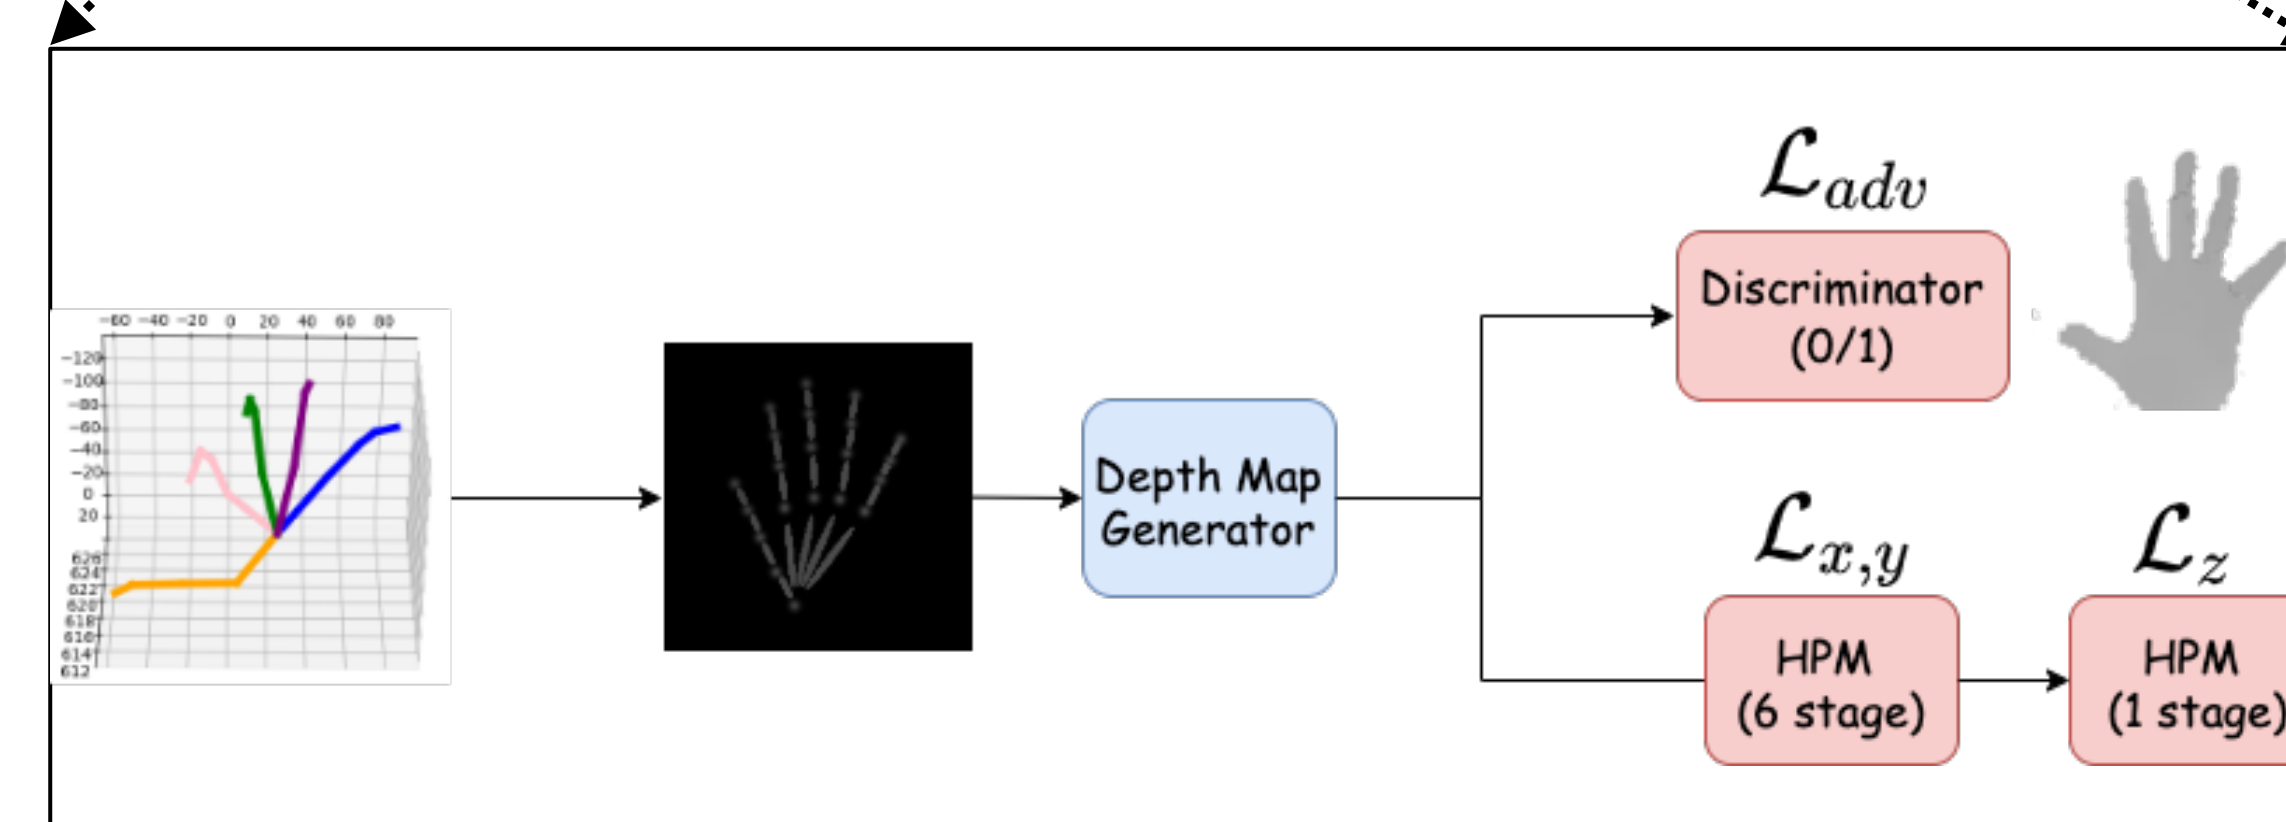 -60 -40 -20 0 20 40 60 80
-120
-100
-80
-60
-40
-20
0
20
626
624
622
620
618
616
614
612
Depth Map
Generator
ℒadv
Discriminator
(0/1)
ℒx,y
HPM
(6 stage)
ℒz
HPM
(1 stage)